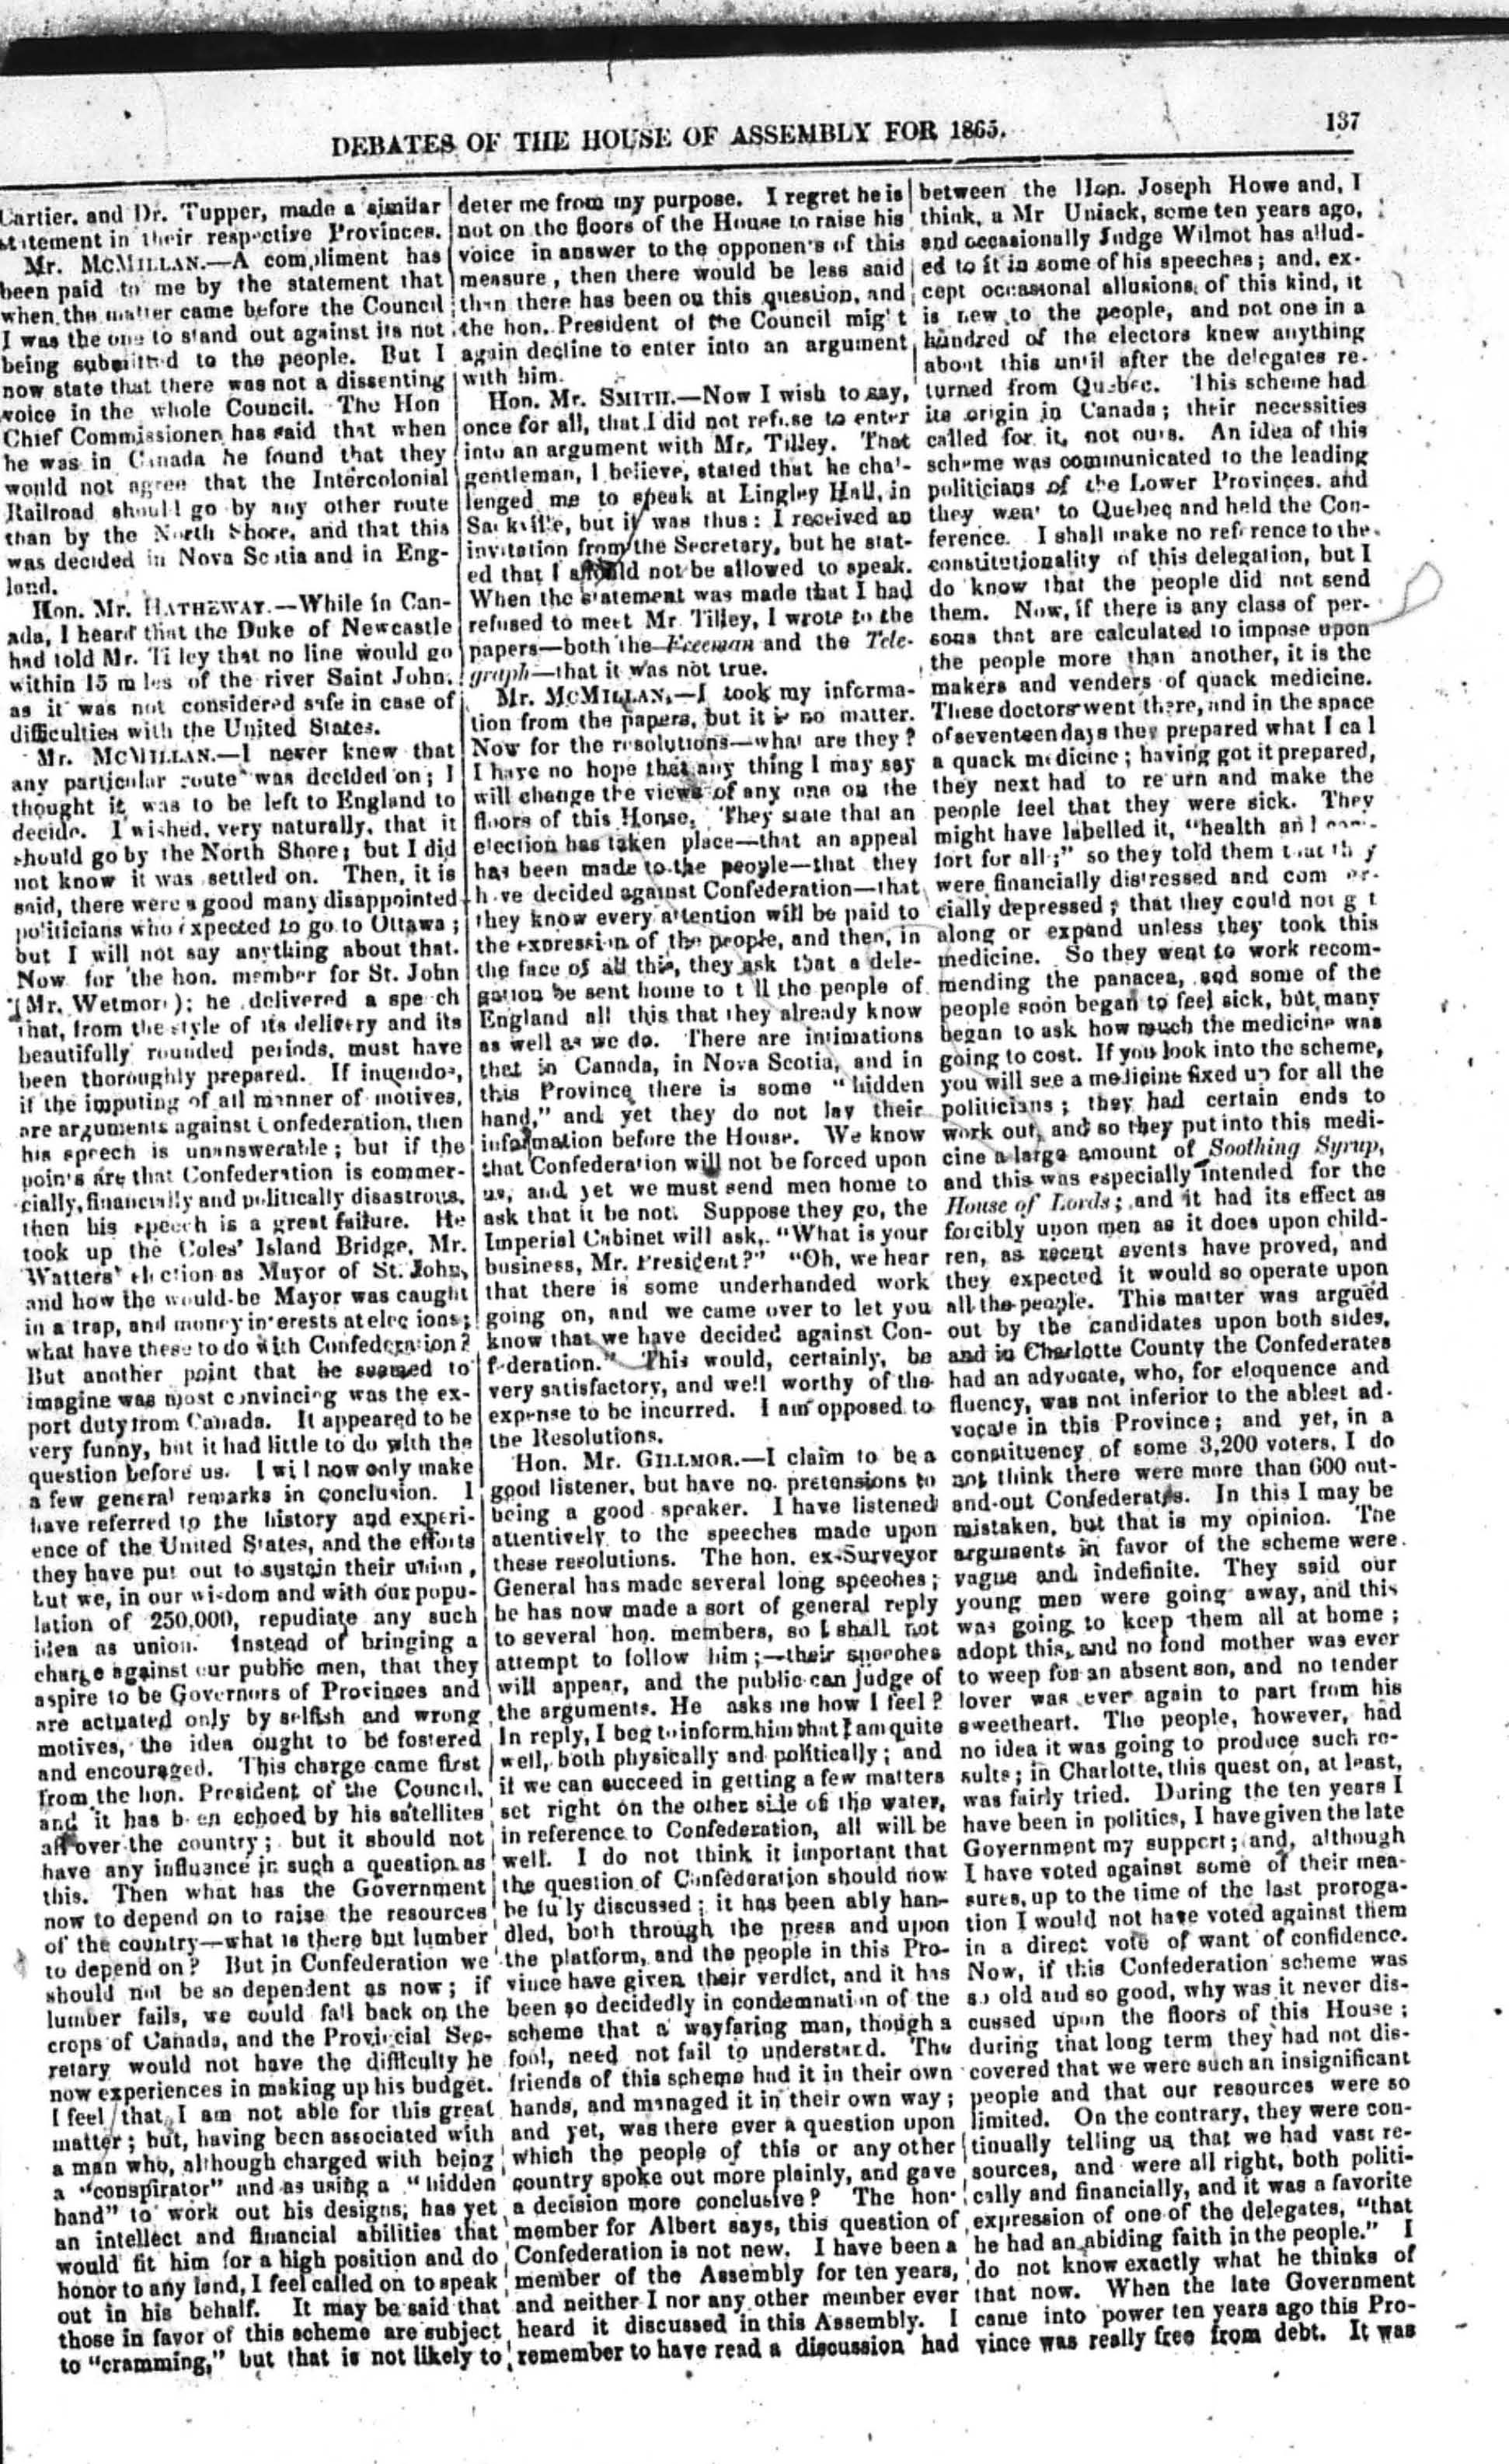 DEBATES OF THE HOUSE OF ASSEMBLY FOR 1865.
137
Cartier, and Dr. Tupper, made a similar
statement in their respective Provinces.
Mr. McMILLAN.—A compliment has
been paid to me by the statement that
when the matter came before the Council
I was the one to stand out against its not
being submitted to the people. But I
now state that there was not a dissenting
voice in the whole Council. The Hon
Chief Commissioner has said that when
he was in Canada he found that they
would not agree that the Intercolonial
Railroad should go by any other route
than by the North Shore, and that this
was decided in Nova Scotia and in Eng-
land.
Hon. Mr. HATHEWAY.—While in Can-
ada, I heard that the Duke of Newcastle
had told Mr. Tilley that no line would go
within 15 miles of the river Saint John,
as it was not considered safe in case of
difficulties with the United States.
Mr. McMILLAN.—I never knew that
any particular route was decided on; I
thought it was to be left to England to
decide. I wished, very naturally, that it
should go by the North Shore; but I did
not know it was settled on. Then, it is
said, there were a good many disappointed
politicians who expected to go to Ottawa;
but I will not say anything about that.
Now for the hon. member for St. John
(Mr. Wetmore); he delivered a speech
that, from the style of its delivery and its
beautifully rounded periods, must have
been thoroughly prepared. If inuendos,
if the imputing of all manner of motives,
are arguments against Confederation, then
his speech is unanswerable; but if the
points are that Confederation is commer-
cially, financially and politically disastrous,
then his speech is a great failure. He
took up the Coles' Island Bridge, Mr.
Watters' election as Mayor of St. John,
and how the would-be Mayor was caught
in a trap, and money interests at elections;
what have these to do with Confederation?
But another point that he seemed to
imagine was most convincing was the ex-
port duty from Canada. It appeared to be
very funny, but it had little to do with the
question before us. I will now only make
a few general remarks in conclusion. I
have referred to the history and experi-
ence of the United States, and the efforts
they have put out to sustain their union,
but we, in our wisdom and with our popu-
lation of 250,000, repudiate any such
idea as union. Instead of bringing a
charge against our public men, that they
aspire to be Governors of Provinces and
are actuated only by selfish and wrong
motives, the idea ought to be fostered
and encouraged. This charge came first
from the hon. President of the Council,
and it has been echoed by his satellites
all over the country; but it should not
have any influence in such a question as
this. Then what has the Government
now to depend on to raise the resources
of the country—what is there but lumber
to depend on? But in Confederation we
should not be so dependent as now; if
lumber fails, we could fall back on the
crops of Canada, and the Provincial Sec-
retary would not have the difficulty he
now experiences in making up his budget.
I feel that I am not able for this great
matter; but, having been associated with
a man who, although charged with being
a "conspirator" and as using a "hidden
hand" to work out his designs, has yet
an intellect and financial abilities that
would fit him for a high position and do
honor to any land, I feel called on to speak
out in his behalf. It may be said that
those in favor of this scheme are subject
to "cramming," but that is not likely to
deter me from my purpose. I regret he is
not on the floors of the House to raise his
voice in answer to the opponen's of this
measure, then there would be less said
than there has been on this question, and
the hon. President of the Council mig't
again decline to enter into an argument
with him.
Hon. Mr. SMITH.—Now I wish to say,
once for all, that I did not refuse to enter
into an argument with Mr. Tilley. That
gentleman, I believe, stated that he chal-
lenged me to speak at Lingley Hall, in
Sackville, but it was thus: I received an
invitation from the Secretary, but he stat-
ed that I should not be allowed to speak.
When the statement was made that I had
refused to meet Mr Tilley, I wrote to the
papers—both the Freeman and the Tele-
graph—that it was not true.
Mr. McMILLAN.—I took my informa-
tion from the papers, but it is no matter.
Now for the resolutions—what are they?
I have no hope that any thing I may say
will change the views of any one on the
floors of this House. They state that an
election has taken place—that an appeal
has been made to the people—that they
have decided against Confederation—that
they know every attention will be paid to
the expression of the people, and then, in
the face of all this, they ask that a dele-
gation be sent home to tell the people of
England all this that they already know
as well as we do. There are intimations
that in Canada, in Nova Scotia, and in
this Province there is some "hidden
hand," and yet they do not lay their
information before the House. We know
that Confederation will not be forced upon
us, and yet we must send men home to
ask that it be not. Suppose they go, the
Imperial Cabinet will ask, "What is your
business, Mr. President?" "Oh, we hear
that there is some underhanded work
going on, and we came over to let you
know that we have decided against Con-
federation." This would, certainly, be
very satisfactory, and well worthy of the
expense to be incurred. I am opposed to
the Resolutions.
Hon. Mr. GILLMOR.—I claim to be a
good listener, but have no pretensions to
being a good speaker. I have listened
attentively to the speeches made upon
these resolutions. The hon. ex-Surveyor
General has made several long speeches;
he has now made a sort of general reply
to several hon. members, so I shall not
attempt to follow him;—their speeches
will appear, and the public can judge of
the arguments. He asks me how I feel?
In reply, I beg to inform him that I am quite
well, both physically and politically; and
if we can succeed in getting a few matters
set right on the other side of the water,
in reference to Confederation, all will be
well. I do not think it important that
the question of Confederation should now
be fully discussed; it has been ably han-
dled, both through the press and upon
the platform, and the people in this Pro-
vince have given their verdict, and it has
been so decidedly in condemnation of the
scheme that a wayfaring man, though a
fool, need not fail to understand. The
friends of this scheme had it in their own
hands, and managed it in their own way;
and yet, was there ever a question upon
which the people of this or any other
country spoke out more plainly, and gave
a decision more conclusive? The hon-
member for Albert says, this question of
Confederation is not new. I have been a
member of the Assembly for ten years,
and neither I nor any other member ever
heard it discussed in this Assembly. I
remember to have read a discussion had
between the Hon. Joseph Howe and, I
think, a Mr Uniack, some ten years ago,
and occasionally Judge Wilmot has allud-
ed to it in some of his speeches; and, ex-
cept occasional allusions of this kind, it
is new to the people, and not one in a
hundred of the electors knew anything
about this until after the delegates re-
turned from Quebec. This scheme had
its origin in Canada; their necessities
called for it, not ours. An idea of this
scheme was communicated to the leading
politicians of the Lower Provinces, and
they wen' to Quebec and held the Con-
ference. I shall make no reference to the
constitutionality of this delegation, but I
do know that the people did not send
them. Now, if there is any class of per-
sons that are calculated to impose upon
the people more than another, it is the
makers and venders of quack medicine.
These doctors went there, and in the space
of seventeen days they prepared what I call
a quack medicine; having got it prepared,
they next had to return and make the
people feel that they were sick. They
might have labelled it, "health and com-
fort for all;" so they told them that they
were financially distressed and commer-
cially depressed; that they could not get
along or expand unless they took this
medicine. So they went to work recom-
mending the panacea, and some of the
people soon began to feel sick, but many
began to ask how much the medicine was
going to cost. If you look into the scheme,
you will see a medicine fixed up for all the
politicians; they had certain ends to
work out, and so they put into this medi-
cine a large amount of Soothing Syrup,
and this was especially intended for the
House of Lords; and it had its effect as
forcibly upon men as it does upon child-
ren, as recent events have proved, and
they expected it would so operate upon
all the people. This matter was argued
out by the candidates upon both sides,
and in Charlotte County the Confederates
had an advocate, who, for eloquence and
fluency, was not inferior to the ablest ad-
vocate in this Province; and yet, in a
constituency of some 3,200 voters, I do
not think there were more than 600 out-
and-out Confederates. In this I may be
mistaken, but that is my opinion. The
arguments in favor of the scheme were
vague and indefinite. They said our
young men were going away, and this
was going to keep them all at home;
adopt this, and no fond mother was ever
to weep for an absent son, and no tender
lover was ever again to part from his
sweetheart. The people, however, had
no idea it was going to produce such re-
sults; in Charlotte, this quest on, at least,
was fairly tried. During the ten years I
have been in politics, I have given the late
Government my support; and, although
I have voted against some of their mea-
sures, up to the time of the last proroga-
tion I would not have voted against them
in a direct vote of want of confidence.
Now, if this Confederation scheme was
so old and so good, why was it never dis-
cussed upon the floors of this House;
during that long term they had not dis-
covered that we were such an insignificant
people and that our resources were so
limited. On the contrary, they were con-
tinually telling us that we had vast re-
sources, and were all right, both politi-
cally and financially, and it was a favorite
expression of one of the delegates, "that
he had an abiding faith in the people." I
do not know exactly what he thinks of
that now. When the late Government
came into power ten years ago this Pro-
vince was really free from debt. It was